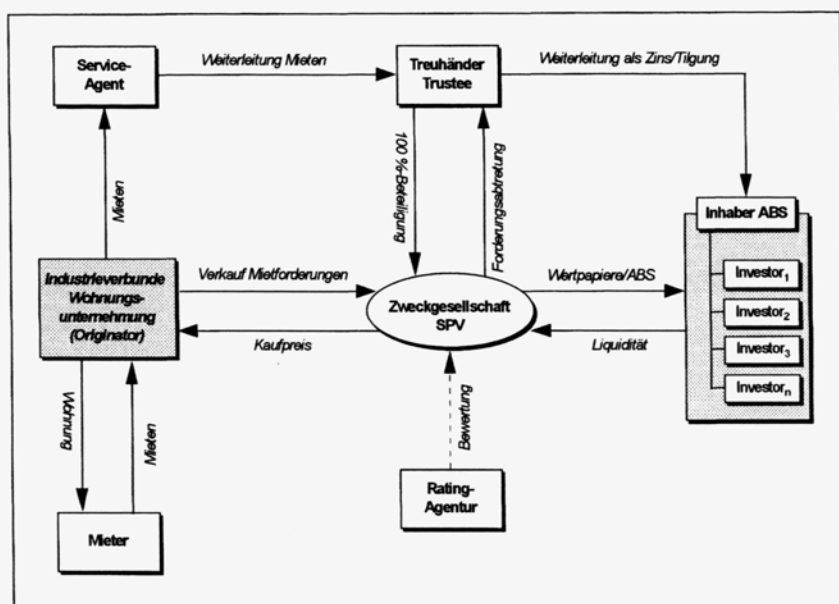 Service-
Agent
Weiterleitung Mieten
Treuhänder
Trustee
Weiterleitung als Zins/Tilgung
Mieten
100 %-Beteiligung
Forderungsabtretung
Inhaber ABS
Industrieverbunde
Wohnungs-
unternehmung
(Originator)
Verkauf Mietforderungen
Kaufpreis
Zweckgesellschaft
SPV
Wertpapiere/ABS
Liquidität
Investor₁
Investor₂
Investor₃
Investorₙ
Wohnung
Mieten
Bewertung
Mieter
Rating-
Agentur